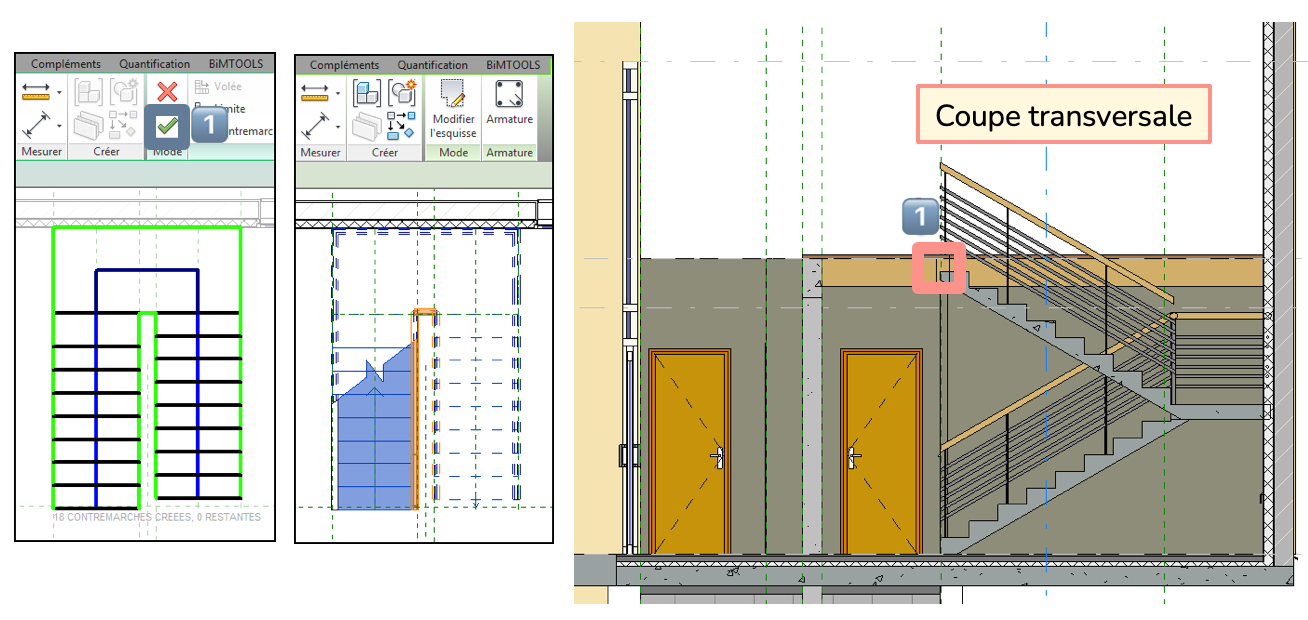 Compléments Quantification BiMTOOLS
Volée
Limite
1
ontremarc
Mesurer Créer Mode
18 CONTREMARCHES CREEES, 0 RESTANTES
Compléments Quantification BiMTOOLS
Modifier
l'esquisse
Armature
Mesurer Créer Mode Armature
Coupe transversale
1